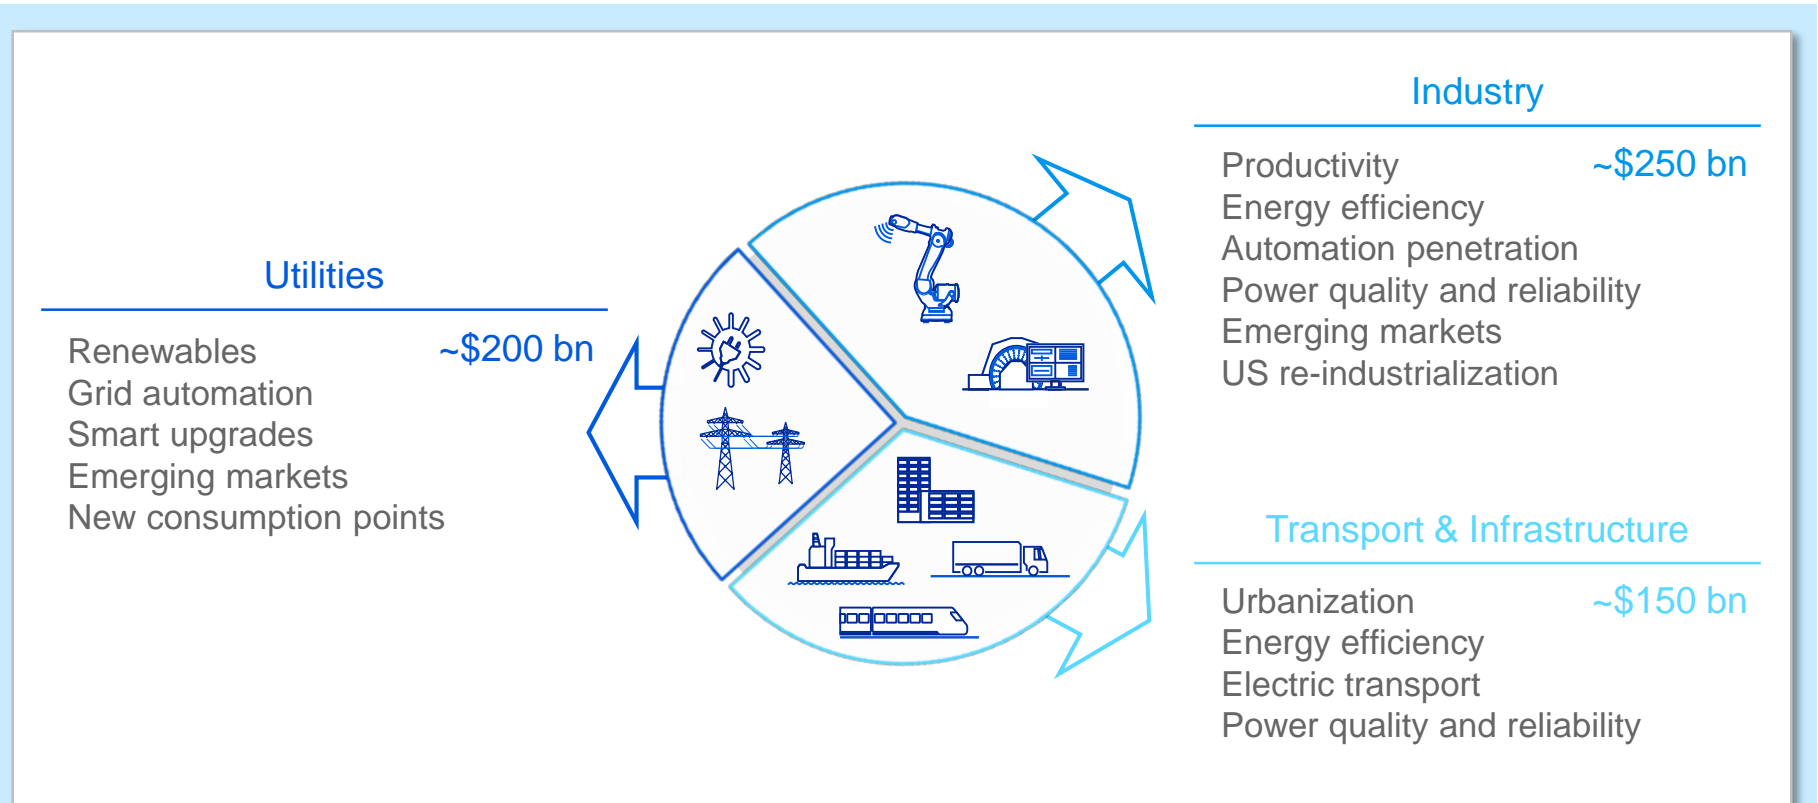 Utilities
Renewables ~$200 bn
Grid automation
Smart upgrades
Emerging markets
New consumption points
Industry
Productivity ~$250 bn
Energy efficiency
Automation penetration
Power quality and reliability
Emerging markets
US re-industrialization
Transport & Infrastructure
Urbanization ~$150 bn
Energy efficiency
Electric transport
Power quality and reliability